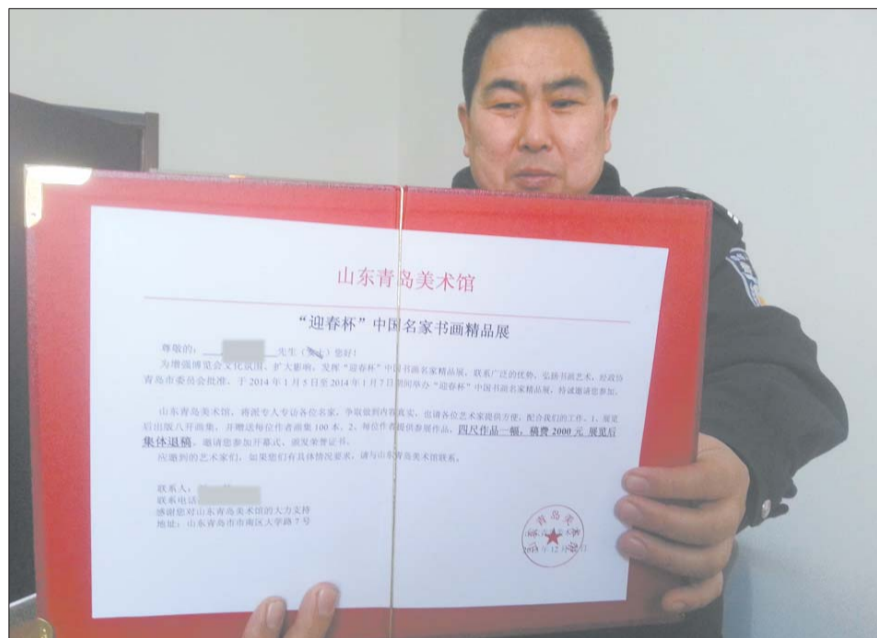 山东青岛美术馆
“迎春杯”中国名家书画精品展
尊敬的： 先生（ ）您好！
为增强博览会文化氛围、扩大影响，发挥“迎春杯”中国书画名家精品展，联系广泛的优势，弘扬书画艺术，经政协
青岛市委员会批准，于2014年1月5日至2014年1月7日期间举办“迎春杯”中国书画名家精品展，特诚邀请您参加。
山东青岛美术馆，将派专人专访各位名家，争取做到内容真实，也请各位艺术家提供方便，配合我们的工作。1、展览
后出版八开画集，并赠送每位作者画集100本。2、每位作者提供参展作品，四尺作品一幅，稿费2000元 展览后
集体退稿。邀请您参加开幕式，颁发荣誉证书。
应邀到的艺术家们，如果您们有具体情况要求，请与山东青岛美术馆联系。
联系人：
联系电话
感谢您对山东青岛美术馆的大力支持
地址：山东青岛市市南区大学路7号
青岛美术馆
2013年12月